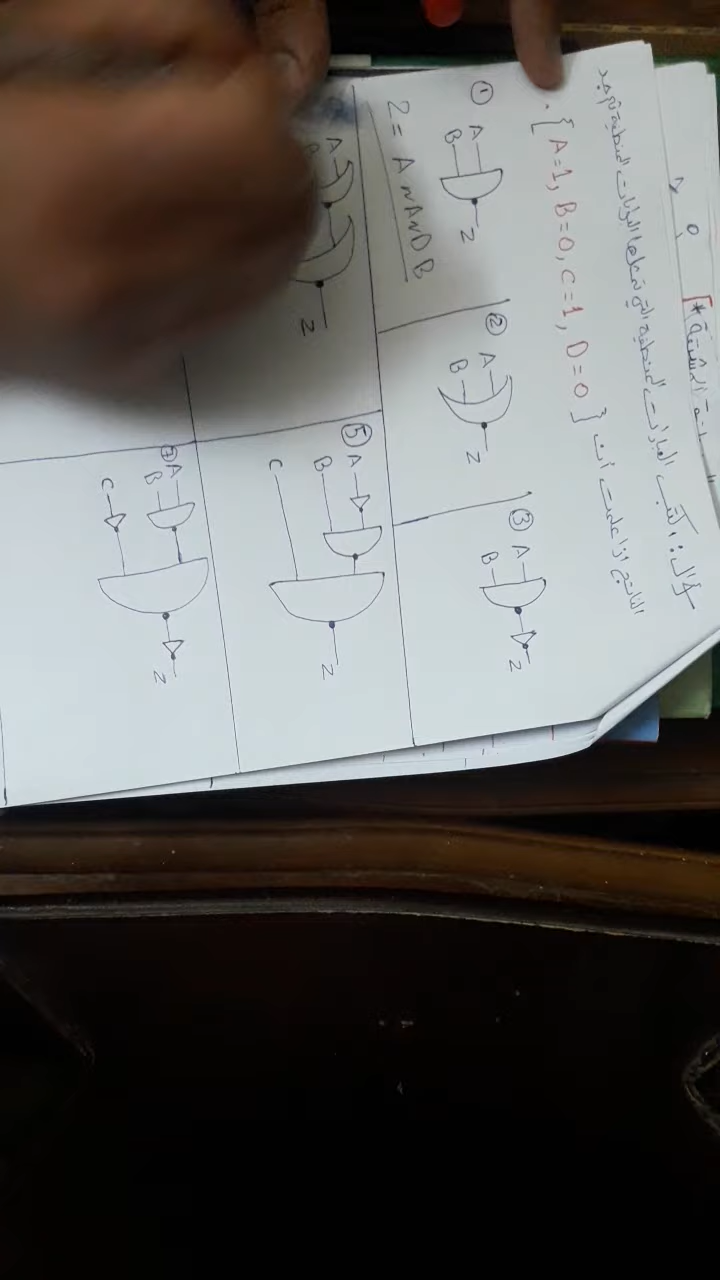 سؤال: اكتب العبارات المنطقية التي تمثلها البوابات المنطقية ثم جد
الناتج إذا علمت أن
{A=1, B=0, C=1, D=0}.
① A B Z
Z = A NAND B
② A B Z
③ A B Z
A Z
⑤ A B C Z
A B C Z